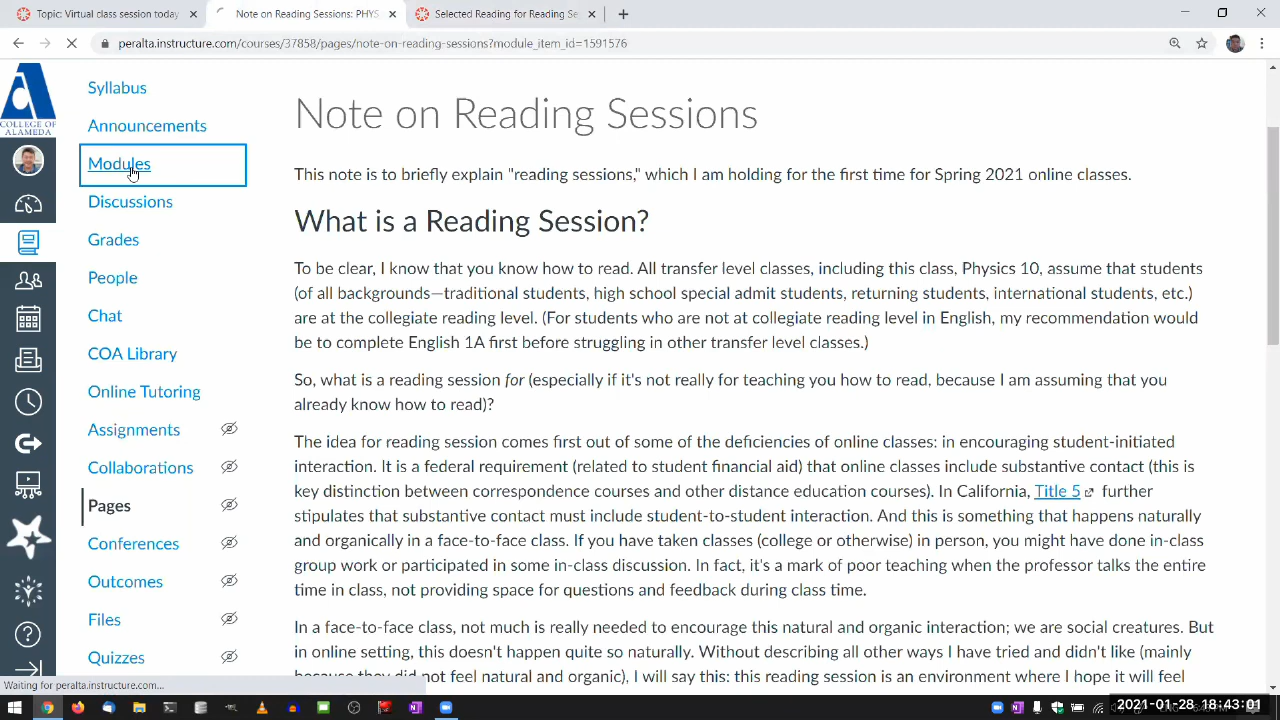 Topic: Virtual class session today
Note on Reading Sessions: PHYS
Selected Reading for Reading Se
peralta.instructure.com/courses/37858/pages/note-on-reading-sessions?module_item_id=1591576
COLLEGE OF
ALAMEDA
Syllabus
Announcements
Modules
Discussions
Grades
People
Chat
COA Library
Online Tutoring
Assignments
Collaborations
Pages
Conferences
Outcomes
Files
Quizzes
Note on Reading Sessions
This note is to briefly explain "reading sessions," which I am holding for the first time for Spring 2021 online classes.
What is a Reading Session?
To be clear, I know that you know how to read. All transfer level classes, including this class, Physics 10, assume that students
(of all backgrounds—traditional students, high school special admit students, returning students, international students, etc.)
are at the collegiate reading level. (For students who are not at collegiate reading level in English, my recommendation would
be to complete English 1A first before struggling in other transfer level classes.)
So, what is a reading session for (especially if it's not really for teaching you how to read, because I am assuming that you
already know how to read)?
The idea for reading session comes first out of some of the deficiencies of online classes: in encouraging student-initiated
interaction. It is a federal requirement (related to student financial aid) that online classes include substantive contact (this is
key distinction between correspondence courses and other distance education courses). In California, Title 5 further
stipulates that substantive contact must include student-to-student interaction. And this is something that happens naturally
and organically in a face-to-face class. If you have taken classes (college or otherwise) in person, you might have done in-class
group work or participated in some in-class discussion. In fact, it's a mark of poor teaching when the professor talks the entire
time in class, not providing space for questions and feedback during class time.
In a face-to-face class, not much is really needed to encourage this natural and organic interaction; we are social creatures. But
in online setting, this doesn't happen quite so naturally. Without describing all other ways I have tried and didn't like (mainly
because they did not feel natural and organic), I will say this: this reading session is an environment where I hope it will feel
Waiting for peralta.instructure.com...
2021-01-28 18:43:01